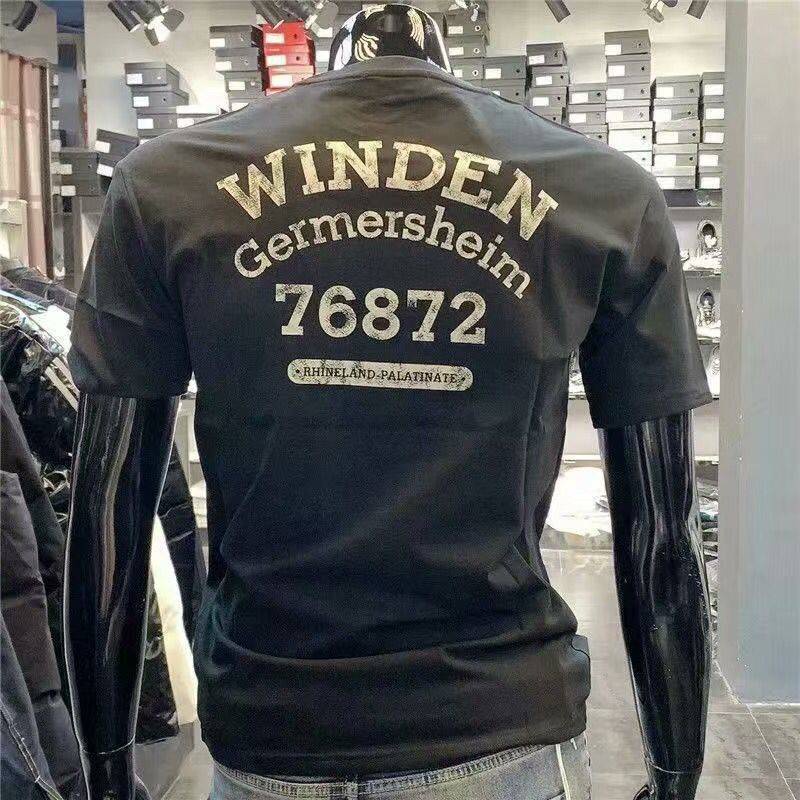 WINDEN
Germersheim
76872
• RHINELAND-PALATINATE •